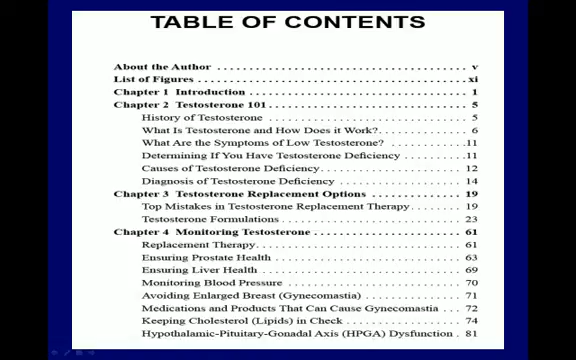 TABLE OF CONTENTS
About the Author . . . . . . . . . . . . . . . . . . . . . . . . . . . . . . . . . . . . . v
List of Figures . . . . . . . . . . . . . . . . . . . . . . . . . . . . . . . . . . . . . . . xi
Chapter 1 Introduction . . . . . . . . . . . . . . . . . . . . . . . . . . . . . . . . 1
Chapter 2 Testosterone 101 . . . . . . . . . . . . . . . . . . . . . . . . . . . . . 5
History of Testosterone . . . . . . . . . . . . . . . . . . . . . . . . . . . . . 5
What Is Testosterone and How Does it Work? . . . . . . . . . . . . . 6
What Are the Symptoms of Low Testosterone? . . . . . . . . . . . . 11
Determining If You Have Testosterone Deficiency . . . . . . . . . . 11
Causes of Testosterone Deficiency . . . . . . . . . . . . . . . . . . . . . 12
Diagnosis of Testosterone Deficiency . . . . . . . . . . . . . . . . . . . 14
Chapter 3 Testosterone Replacement Options . . . . . . . . . . . . . . . 19
Top Mistakes in Testosterone Replacement Therapy . . . . . . . . 19
Testosterone Formulations . . . . . . . . . . . . . . . . . . . . . . . . . . . 23
Chapter 4 Monitoring Testosterone . . . . . . . . . . . . . . . . . . . . . . . 61
Replacement Therapy . . . . . . . . . . . . . . . . . . . . . . . . . . . . . . 61
Ensuring Prostate Health . . . . . . . . . . . . . . . . . . . . . . . . . . . . 63
Ensuring Liver Health . . . . . . . . . . . . . . . . . . . . . . . . . . . . . . 69
Monitoring Blood Pressure . . . . . . . . . . . . . . . . . . . . . . . . . . 70
Avoiding Enlarged Breast (Gynecomastia) . . . . . . . . . . . . . . . 71
Medications and Products That Can Cause Gynecomastia . . . 72
Keeping Cholesterol (Lipids) in Check . . . . . . . . . . . . . . . . . . 74
Hypothalamic-Pituitary-Gonadal Axis (HPGA) Dysfunction . 81